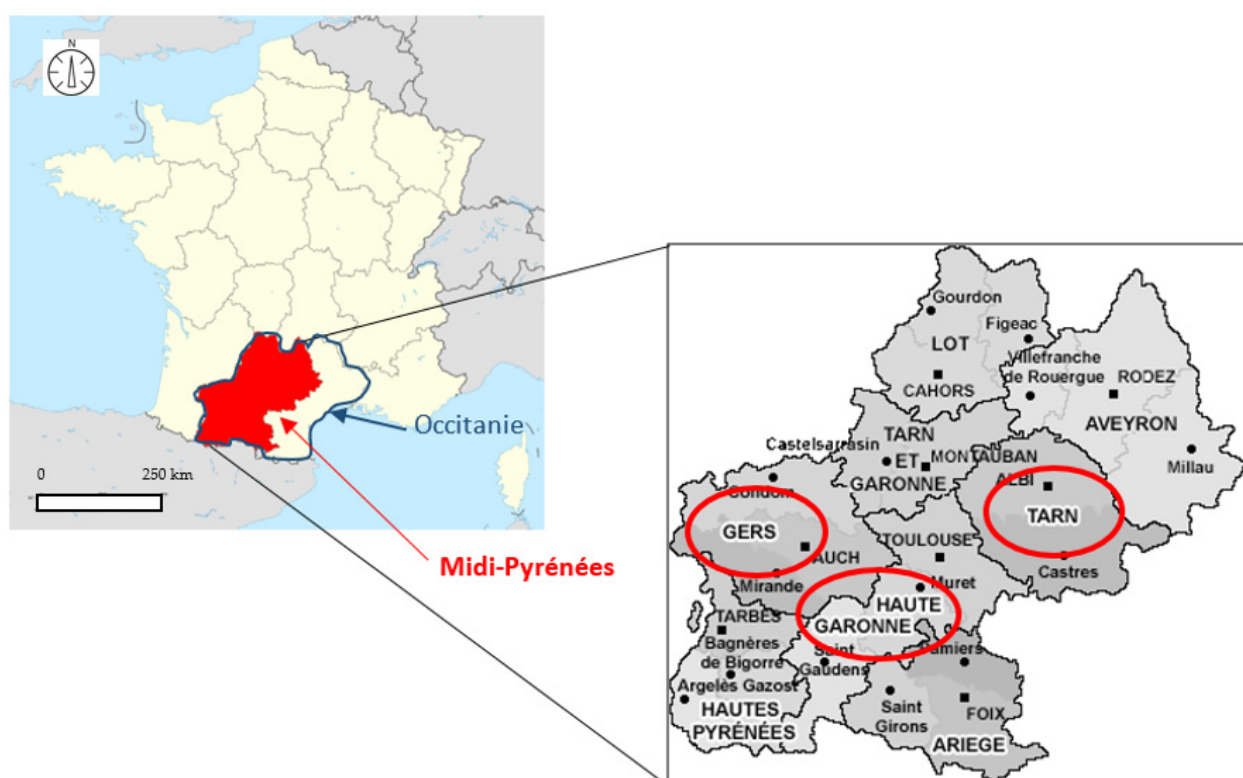 N
Occitanie
0
250 km
Midi-Pyrénées
Gourdon
Figeac
LOT
CAHORS
Villefranche
de Rouergue
RODEZ
AVEYRON
Millau
Castelsarrasin
TARN
ET
GARONNE
MONTAUBAN
ALBI
TARN
Castres
Condom
GERS
AUCH
Mirande
TOULOUSE
Muret
HAUTE
GARONNE
TARBES
Bagnères
de Bigorre
Saint
Gaudens
Argelès Gazost
HAUTES
PYRÉNÉES
Pamiers
Saint
Girons
FOIX
ARIEGE